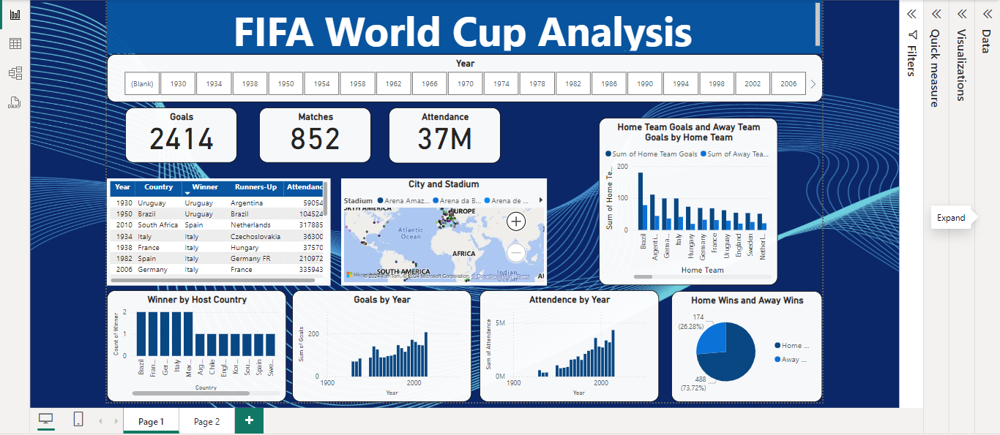 FIFA World Cup Analysis
Year
(Blank) 1930 1934 1938 1950 1954 1958 1962 1966 1970 1974 1978 1982 1986 1990 1994 1998 2002 2006
Goals
2414
Matches
852
Attendance
37M
Home Team Goals and Away Team
Goals by Home Team
Sum of Home Team Goals Sum of Away Tea...
Sum of Home Te...
200
100
0
Brazil
Argenti...
Germa...
Italy
Hungary
Germany
France
Uruguay
England
Sweden
Netherl...
Home Team
Year Country Winner Runners-Up Attendanc
1930 Uruguay Uruguay Argentina 59054
1950 Brazil Uruguay Brazil 104524
2010 South Africa Spain Netherlands 317885
1934 Italy Italy Czechoslovakia 36300
1938 France Italy Hungary 37570
1982 Spain Italy Germany FR 210972
2006 Germany Italy France 335943
City and Stadium
Stadium Arena Amaz... Arena da B... Arena de ...
EUROPE
Atlantic
Ocean
AFRICA
SOUTH AMERICA
Indian
© 2024 TomTom, © 2024 Microsoft Corporation, © OpenStreetMap Terms
Winner by Host Country
Count of Winner
2
1
0
Brazil
Fran...
Ger...
Italy
Mex...
Arg...
Chile
Engl...
Kor...
Sou...
Spain
Swe...
Country
Goals by Year
Sum of Goals
200
0
1900 2000
Year
Attendence by Year
Sum of Attendance
5M
0M
1900 2000
Year
Home Wins and Away Wins
174
(26.28%)
488
(73.72%)
Home ...
Away ...
Filters
Quick measure
Visualizations
Data
Expand
DAX
Page 1
Page 2
+